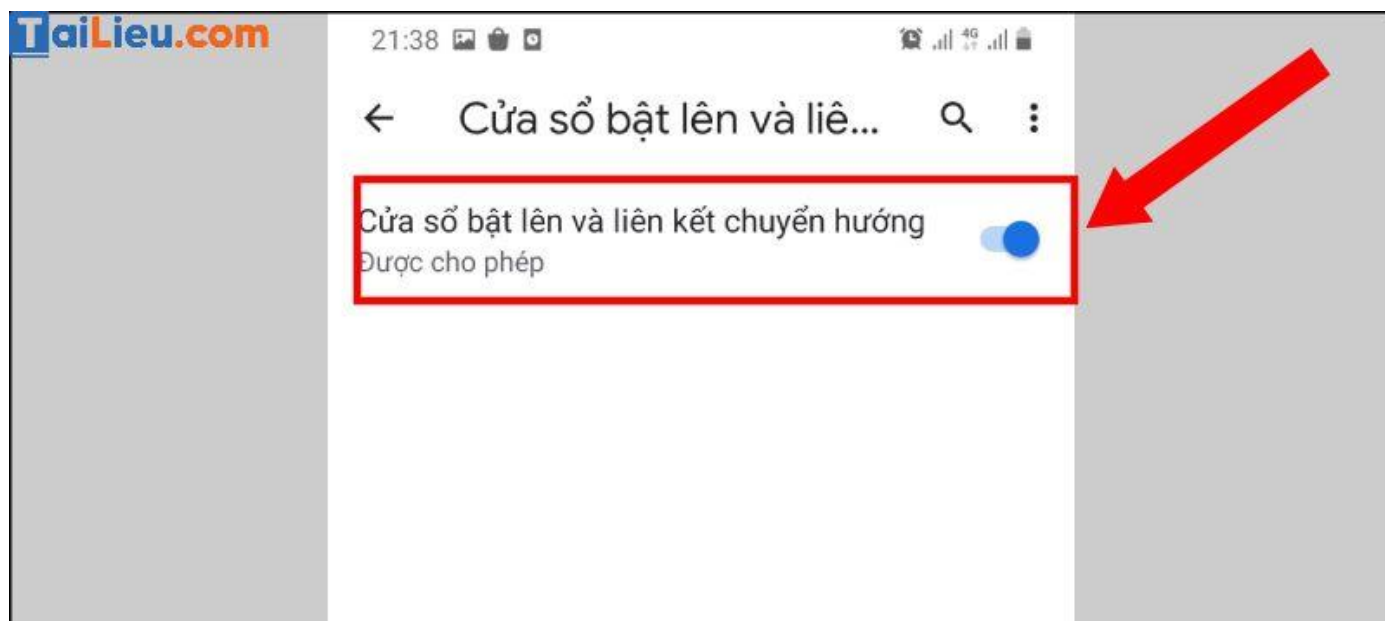 TaiLieu.com
21:38
4G
Cửa sổ bật lên và liê...
Cửa sổ bật lên và liên kết chuyển hướng
Được cho phép